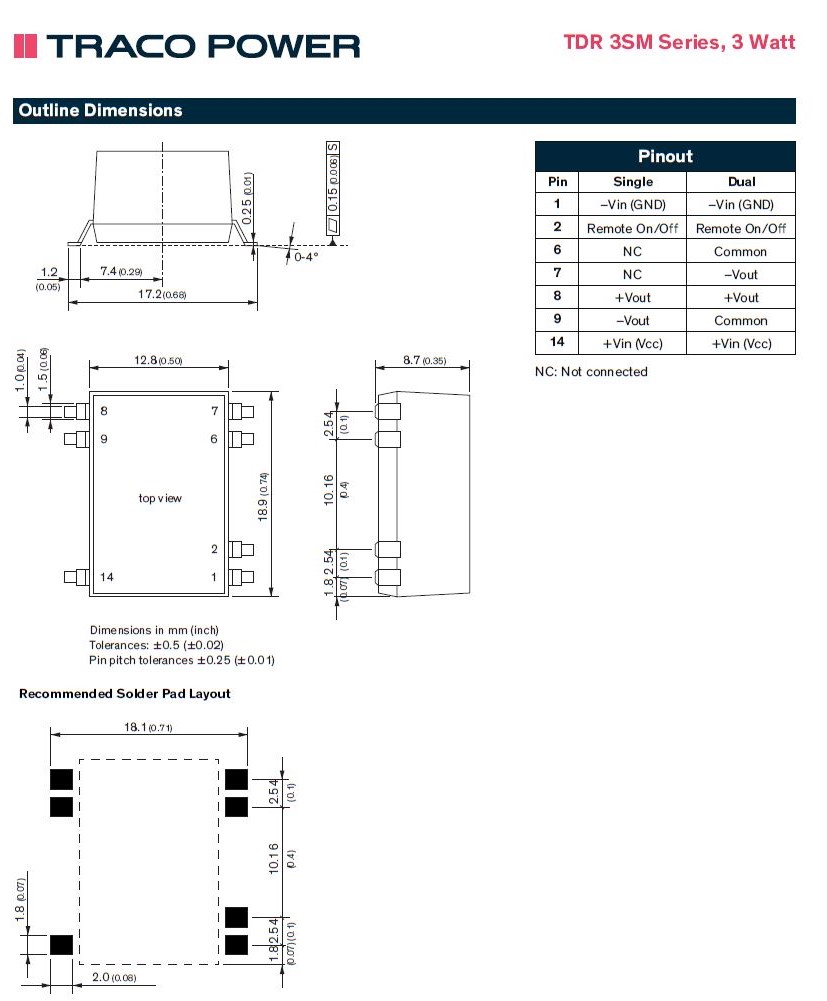 TRACO POWER
TDR 3SM Series, 3 Watt
Outline Dimensions
0.25 (0.01)
0.15 (0.006) S
0-4°
1.2
(0.05)
7.4 (0.29)
17.2 (0.68)
Pinout
Pin Single Dual
1 –Vin (GND) –Vin (GND)
2 Remote On/Off Remote On/Off
6 NC Common
7 NC –Vout
8 +Vout +Vout
9 –Vout Common
14 +Vin (Vcc) +Vin (Vcc)
NC: Not connected
1.0 (0.04)
1.5 (0.06)
12.8 (0.50)
8.7 (0.35)
8 7
9 6
top view
2
14 1
18.9 (0.74)
2.54
(0.1)
10.16
(0.4)
2.54
(0.1)
1.8
(0.07)
Dimensions in mm (inch)
Tolerances: ±0.5 (±0.02)
Pin pitch tolerances ±0.25 (±0.01)
Recommended Solder Pad Layout
18.1 (0.71)
2.54
(0.1)
10.16
(0.4)
2.54
(0.1)
1.8
(0.07)
1.8 (0.07)
2.0 (0.08)